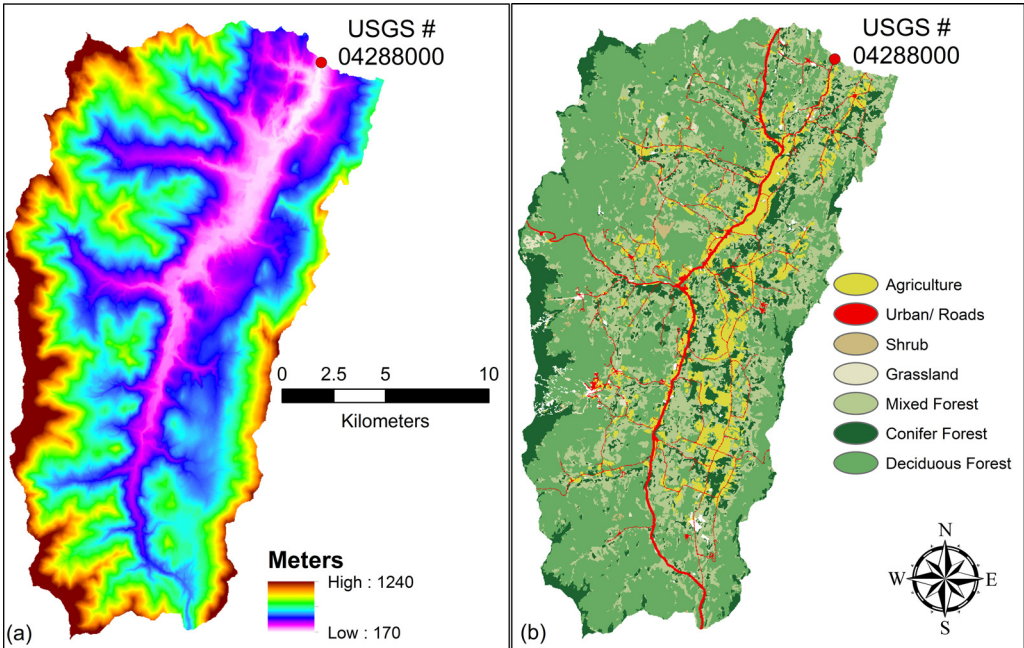 USGS #
04288000
0
2.5
5
10
Kilometers
Meters
High : 1240
Low : 170
(a)
USGS #
04288000
Agriculture
Urban/ Roads
Shrub
Grassland
Mixed Forest
Conifer Forest
Deciduous Forest
N
W
E
S
(b)